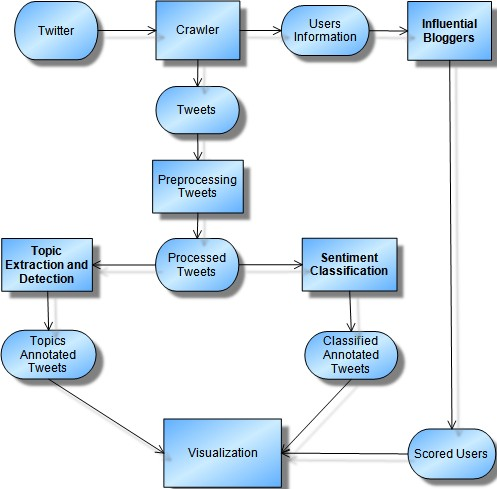 Twitter
Crawler
Users
Information
Influential
Bloggers
Tweets
Preprocessing
Tweets
Topic
Extraction and
Detection
Processed
Tweets
Sentiment
Classification
Topics
Annotated
Tweets
Classified
Annotated
Tweets
Visualization
Scored Users